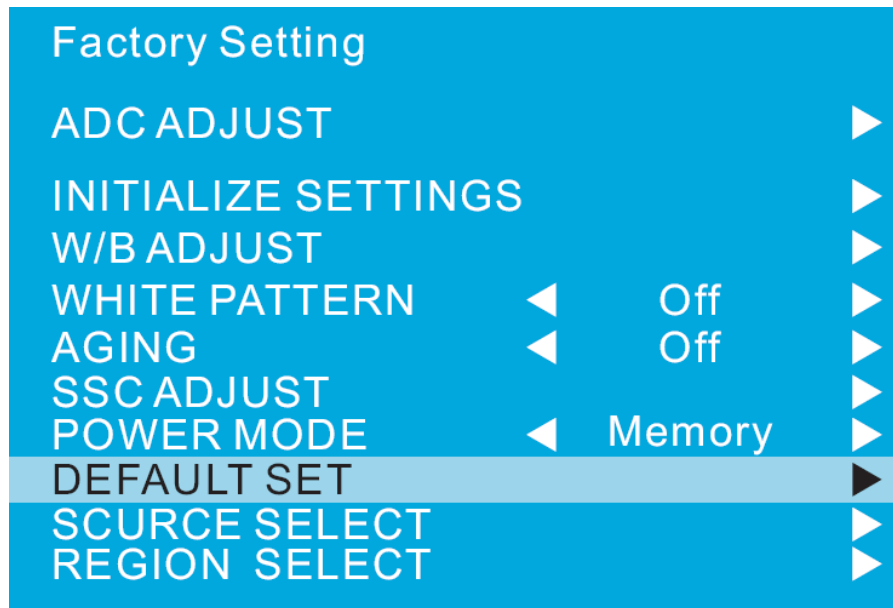 Factory Setting
ADC ADJUST
INITIALIZE SETTINGS
W/B ADJUST
WHITE PATTERN Off
AGING Off
SSC ADJUST
POWER MODE Memory
DEFAULT SET
SCURCE SELECT
REGION SELECT